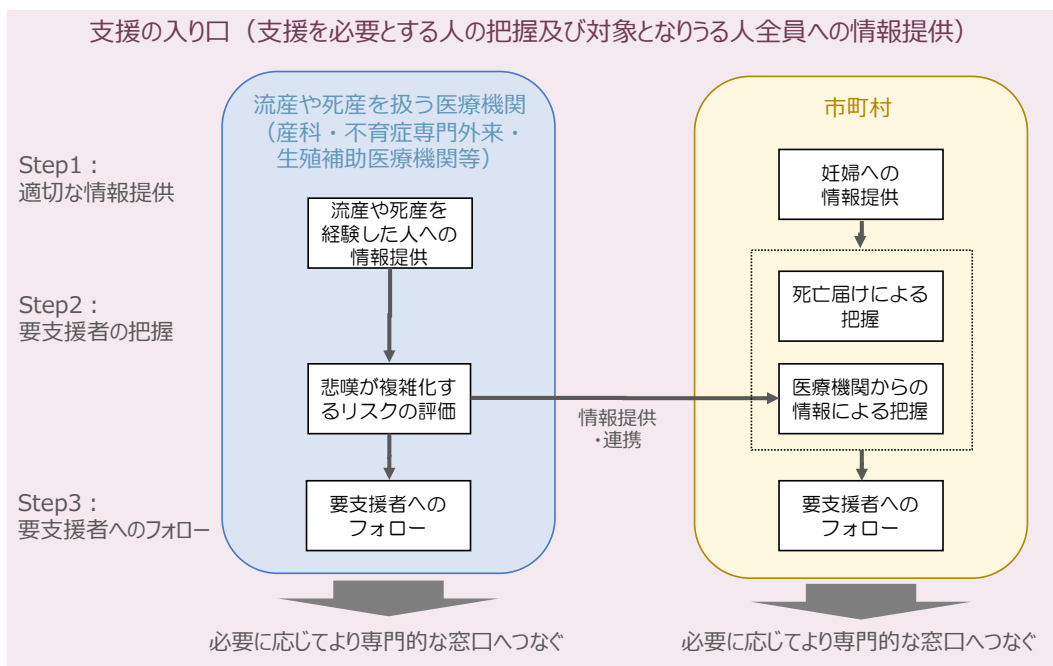 支援の入り口（支援を必要とする人の把握及び対象となりうる人全員への情報提供）
流産や死産を扱う医療機関
（産科・不育症専門外来・
生殖補助医療機関等）
市町村
Step1：
適切な情報提供
流産や死産を
経験した人への
情報提供
妊婦への
情報提供
Step2：
要支援者の把握
死亡届けによる
把握
悲嘆が複雑化す
るリスクの評価
情報提供
・連携
医療機関からの
情報による把握
Step3：
要支援者へのフォロー
要支援者への
フォロー
要支援者への
フォロー
必要に応じてより専門的な窓口へつなぐ
必要に応じてより専門的な窓口へつなぐ